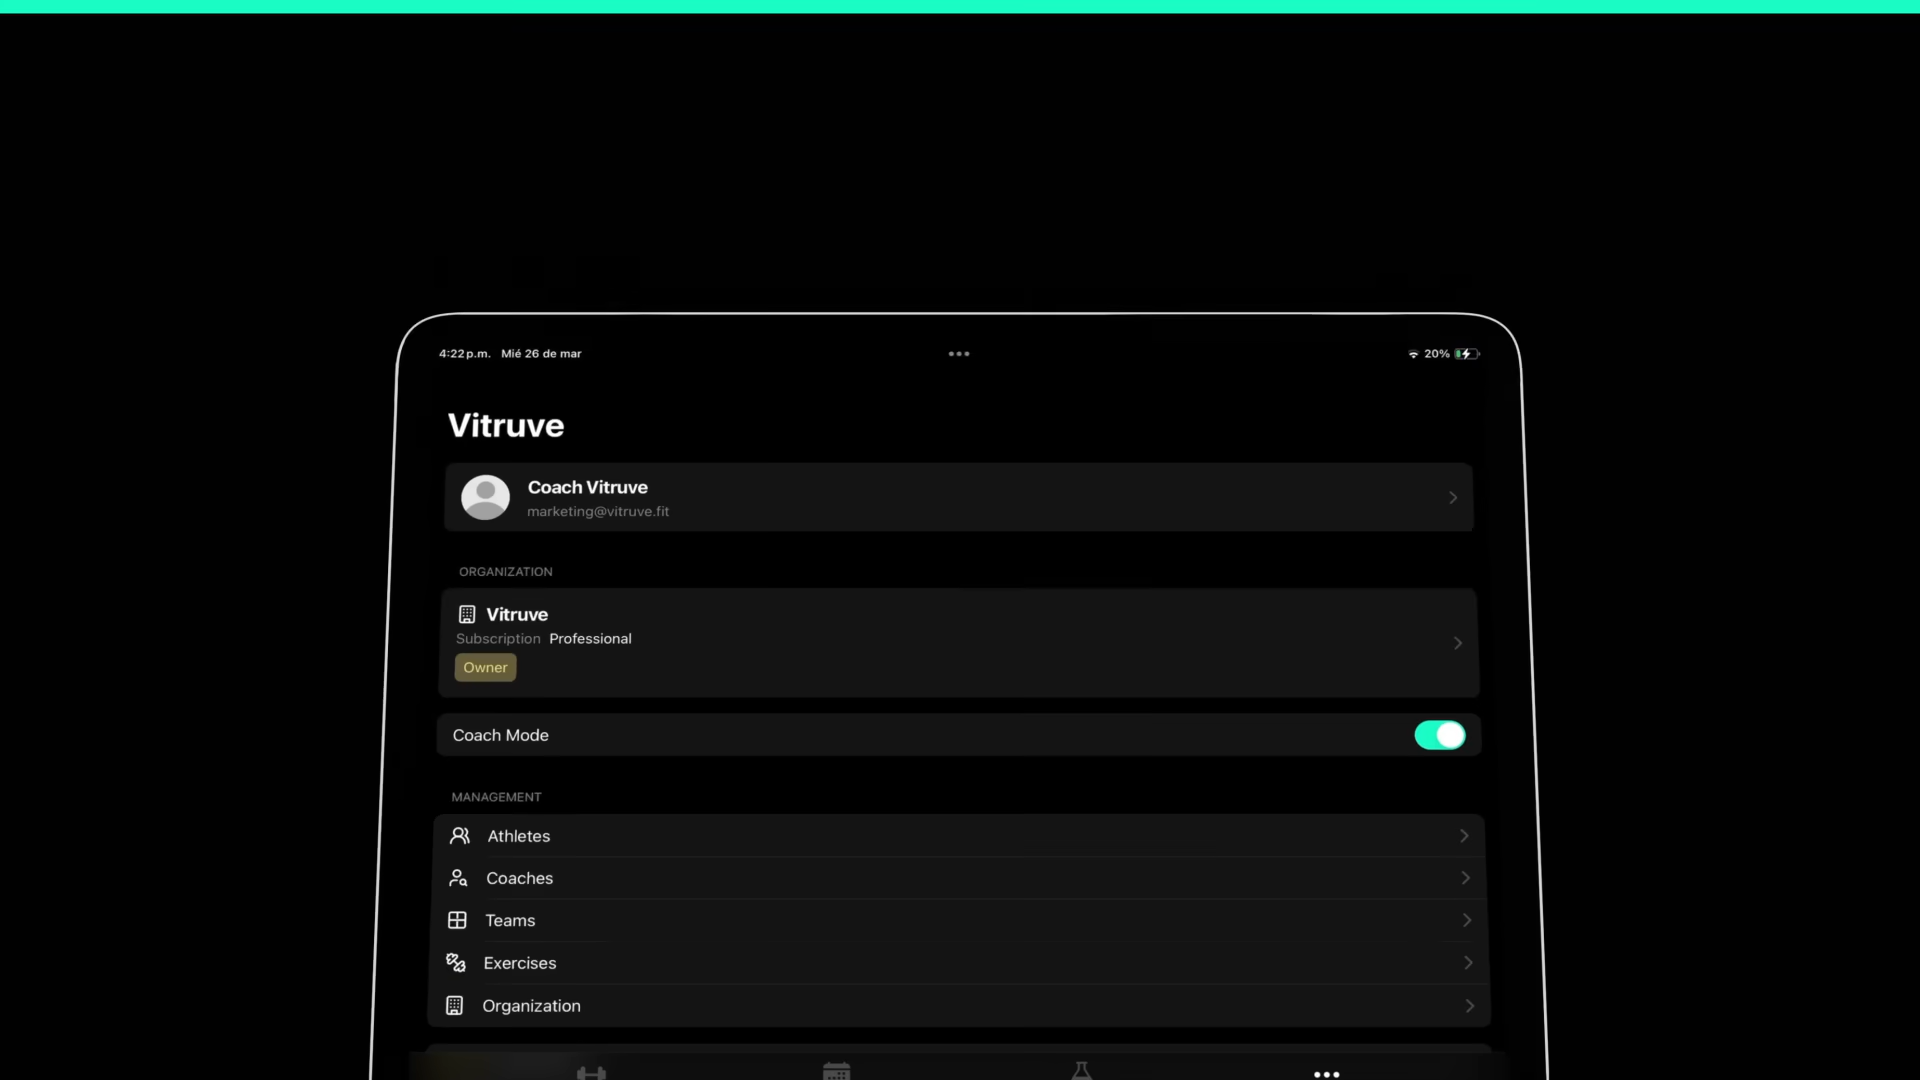 4:22 p.m. Mié 26 de mar
20%
Vitruve
Coach Vitruve
marketing@vitruve.fit
ORGANIZATION
Vitruve
Subscription Professional
Owner
Coach Mode
MANAGEMENT
Athletes
Coaches
Teams
Exercises
Organization